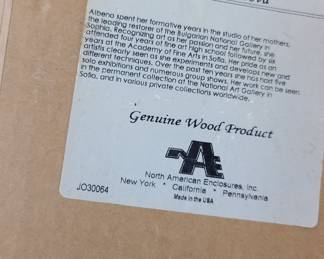 Albena spent her formative years in the studio of her mother,
the leading restorer of the Bulgarian National Gallery in
Sophia. Recognizing art as her passion and her future, she
attended four years of fine art high school followed by six
years at the Academy of Fine Arts in Sofia. Her pride as an
artists clearly seen as she experiments and develops new and
different techniques. Over the past ten years she has had five
solo exhibitions and numerous group shows. Her work can be seen
in the permanent collection at the National Art Gallery in
Sofia, and in various private collections worldwide.
Genuine Wood Product
North American Enclosures, Inc.
New York * California * Pennsylvania
Made in the USA
JO30064